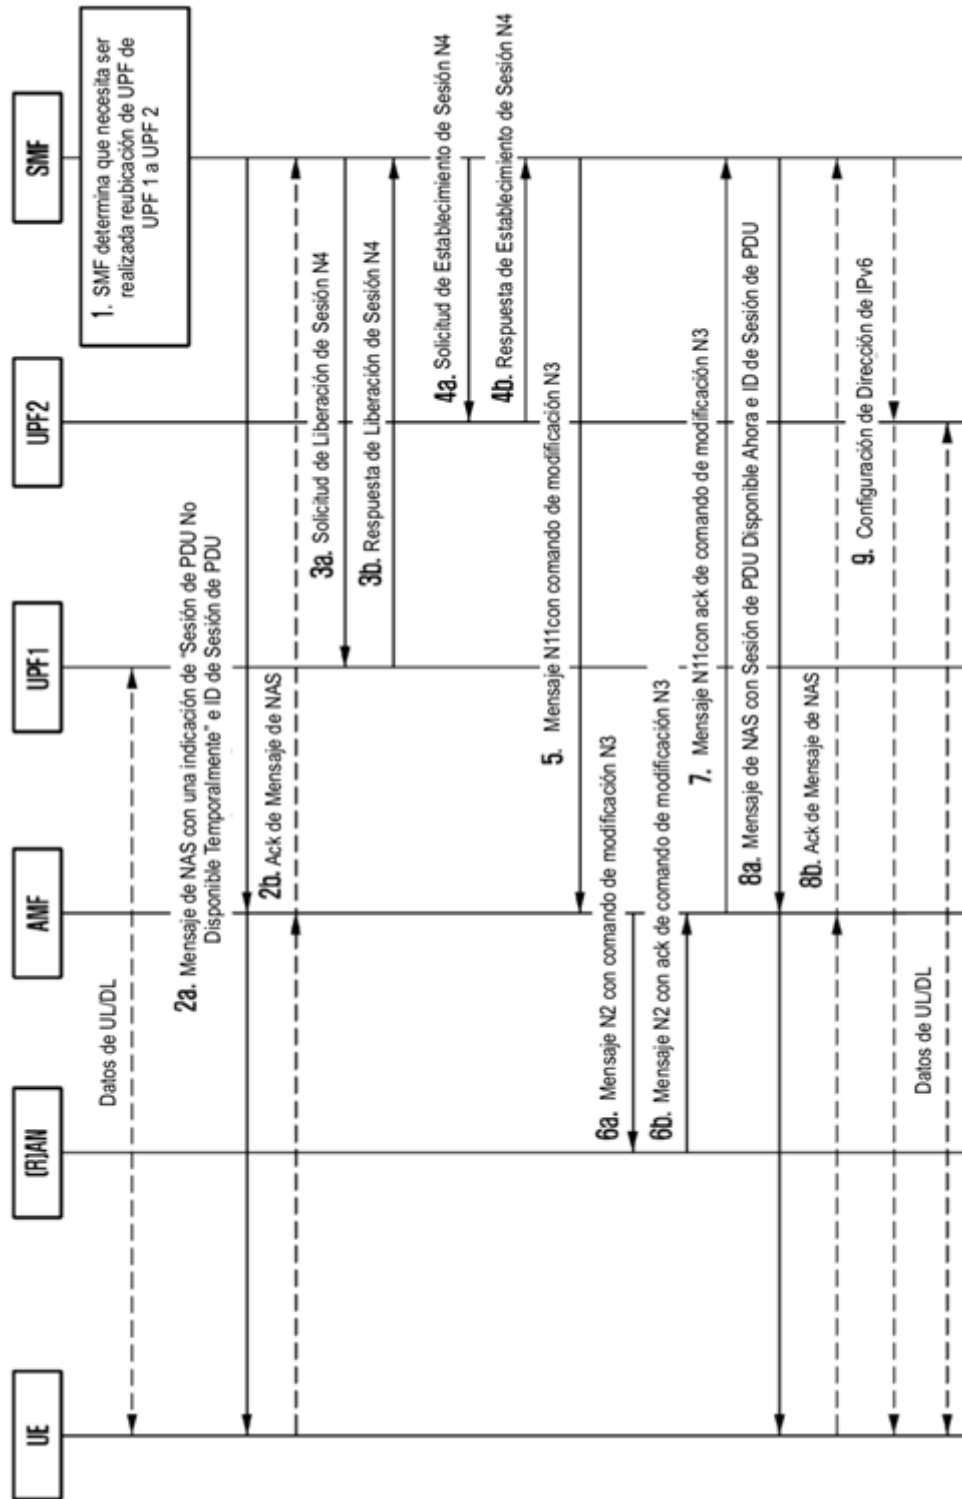 UE
(R)AN
AMF
UPF1
UPF2
SMF
1. SMF determina que necesita ser
realizada reubicación de UPF de
UPF 1 a UPF 2
Datos de UL/DL
2a. Mensaje de NAS con una indicación de "Sesión de PDU No
Disponible Temporalmente" e ID de Sesión de PDU
2b. Ack de Mensaje de NAS
3a. Solicitud de Liberación de Sesión N4
3b. Respuesta de Liberación de Sesión N4
4a. Solicitud de Establecimiento de Sesión N4
4b. Respuesta de Establecimiento de Sesión N4
5. Mensaje N11con comando de modificación N3
6a. Mensaje N2 con comando de modificación N3
6b. Mensaje N2 con ack de comando de modificación N3
7. Mensaje N11con ack de comando de modificación N3
8a. Mensaje de NAS con Sesión de PDU Disponible Ahora e ID de Sesión de PDU
8b. Ack de Mensaje de NAS
9. Configuración de Dirección de IPv6
Datos de UL/DL